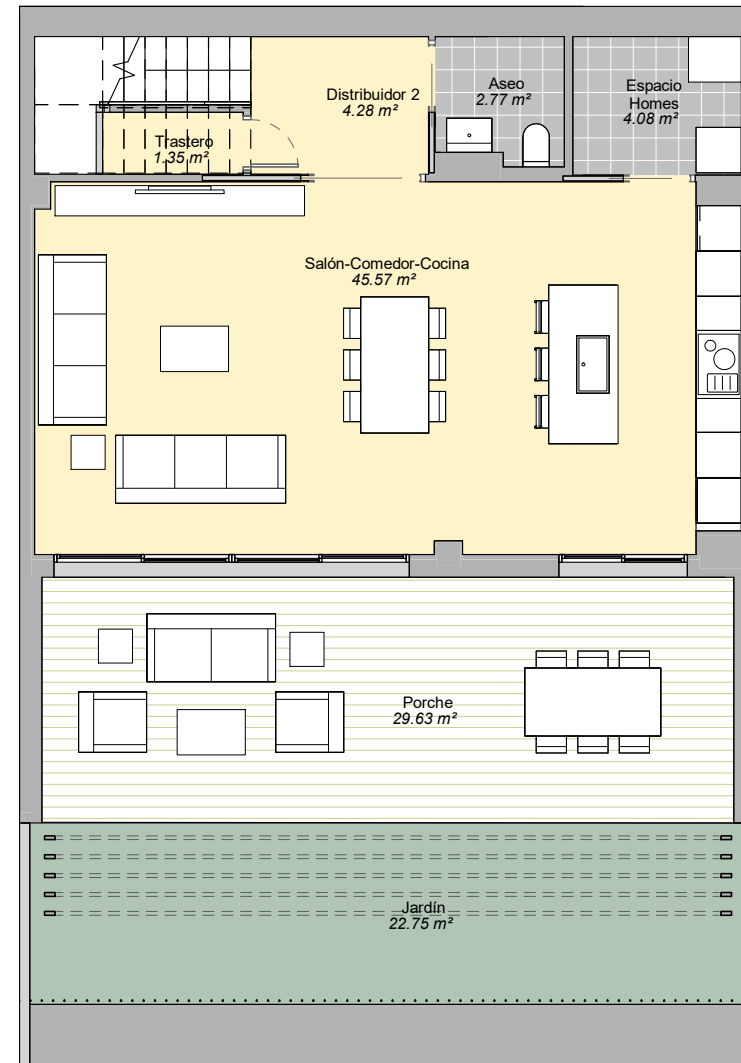 Distribuidor 2
4.28 m²
Aseo
2.77 m²
Espacio
Homes
4.08 m²
Trastero
1.35 m²
Salón-Comedor-Cocina
45.57 m²
Porche
29.63 m²
Jardín
22.75 m²